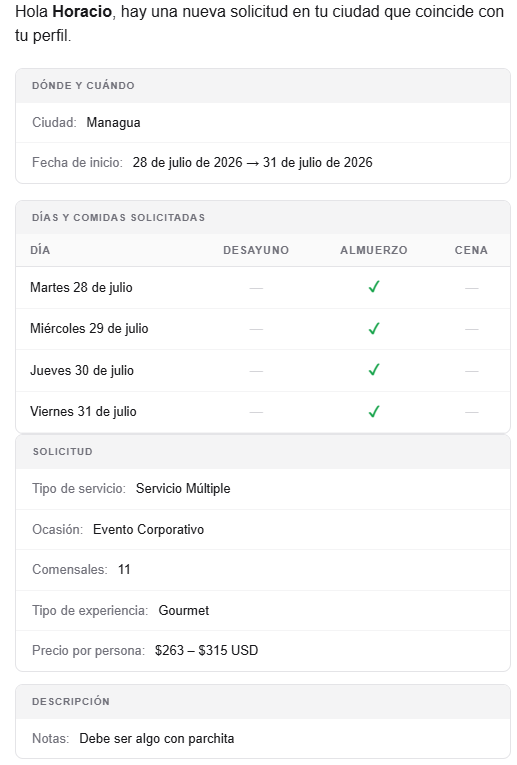 Hola Horacio, hay una nueva solicitud en tu ciudad que coincide con
tu perfil.
DÓNDE Y CUÁNDO
Ciudad: Managua
Fecha de inicio: 28 de julio de 2026 → 31 de julio de 2026
DÍAS Y COMIDAS SOLICITADAS
DÍA DESAYUNO ALMUERZO CENA
Martes 28 de julio — ✓ —
Miércoles 29 de julio — ✓ —
Jueves 30 de julio — ✓ —
Viernes 31 de julio — ✓ —
SOLICITUD
Tipo de servicio: Servicio Múltiple
Ocasión: Evento Corporativo
Comensales: 11
Tipo de experiencia: Gourmet
Precio por persona: $263 – $315 USD
DESCRIPCIÓN
Notas: Debe ser algo con parchita